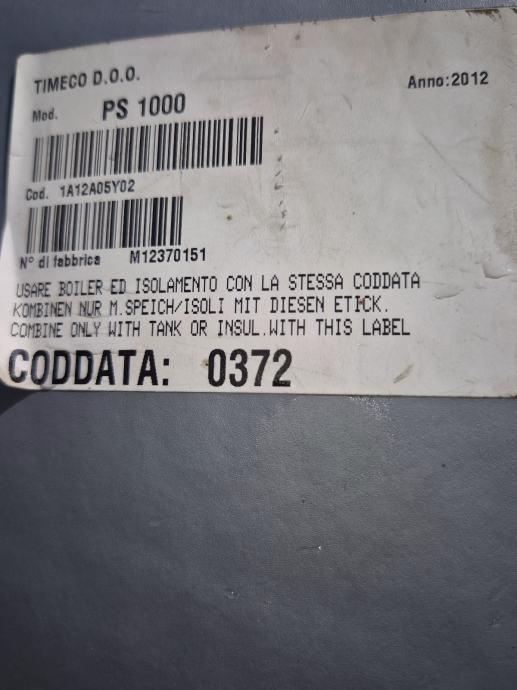 TIMECO D.O.O.
Anno:2012
Mod. PS 1000
Cod. 1A12A05Y02
N° di fabbrica M12370151
USARE BOILER ED ISOLAMENTO CON LA STESSA CODDATA
KOMBINEN NUR M.SPEICH/ISOLI MIT DIESEN ETICK.
COMBINE ONLY WITH TANK OR INSUL.WITH THIS LABEL
CODDATA: 0372